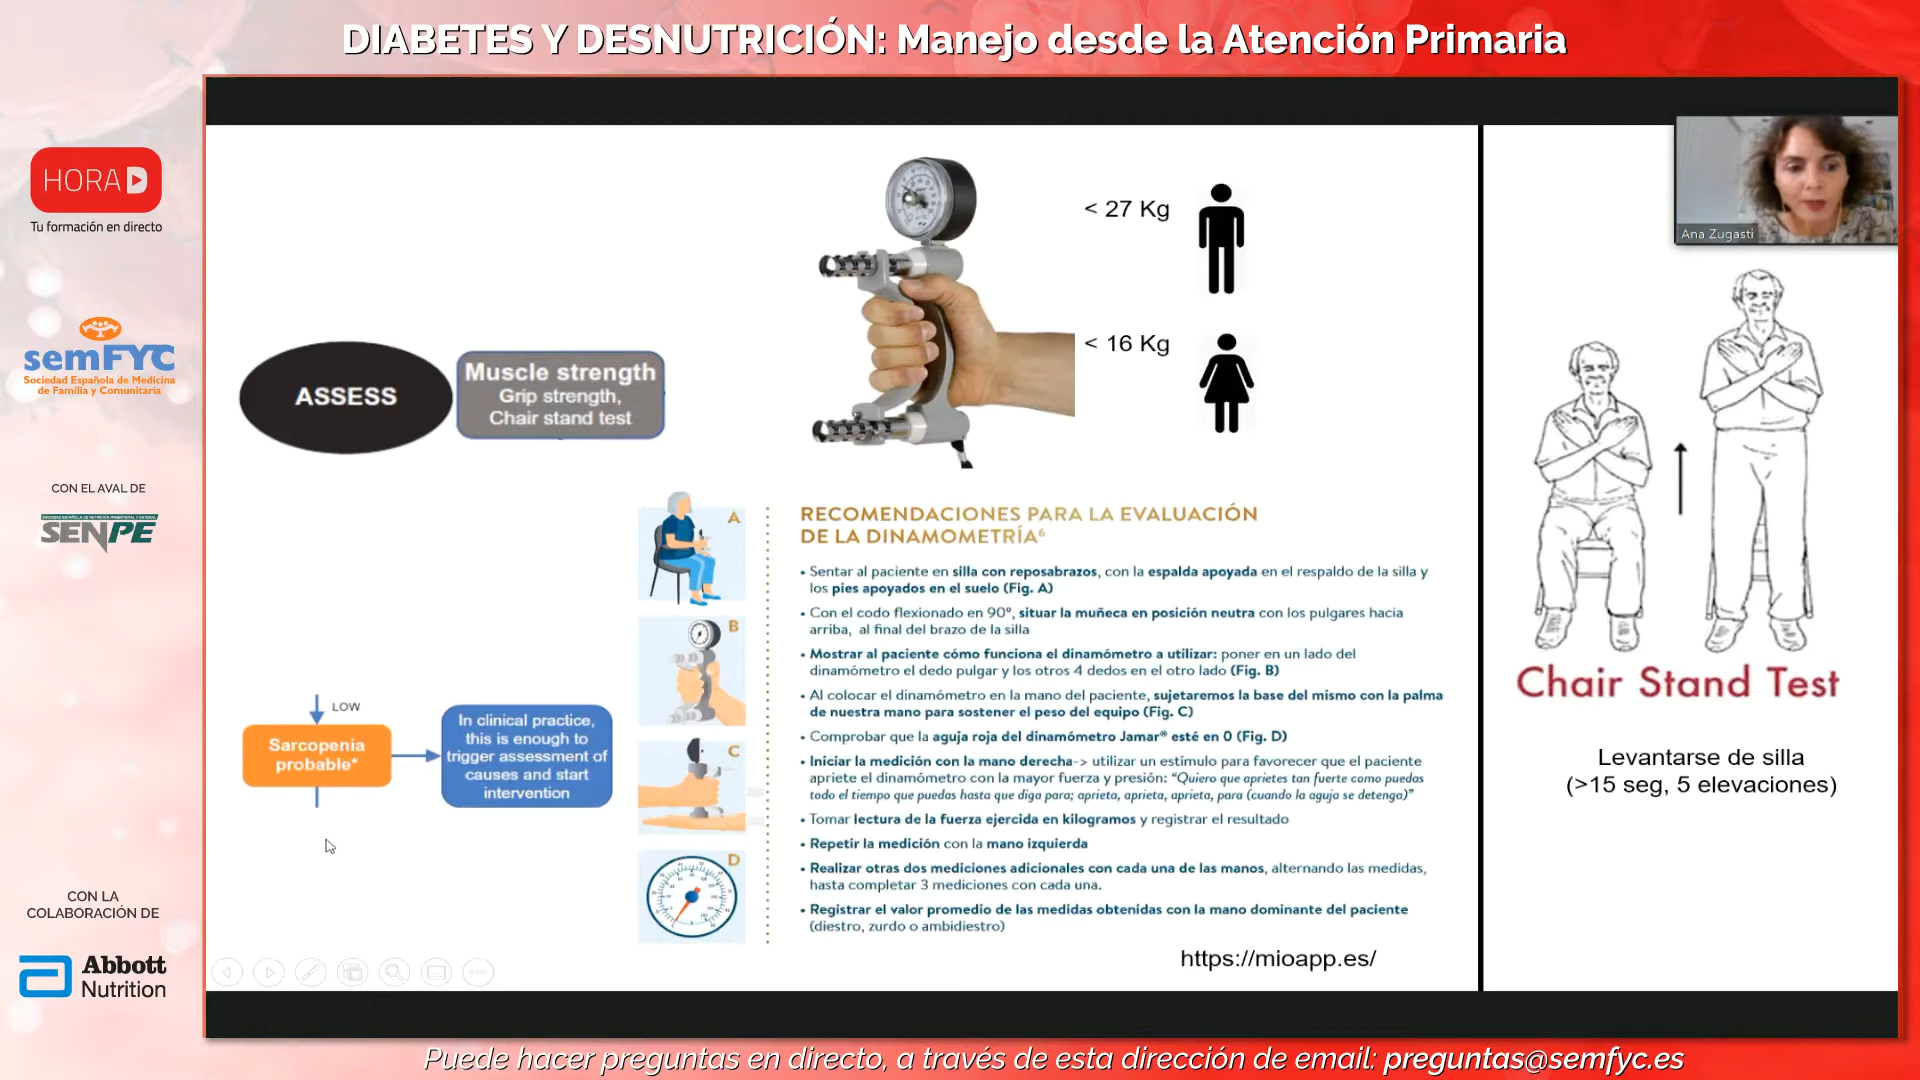 DIABETES Y DESNUTRICIÓN: Manejo desde la Atención Primaria
HORA
Tu formación en directo
semFYC
Sociedad Española de Medicina
de Familia y Comunitaria
CON EL AVAL DE
SENPE
CON LA
COLABORACIÓN DE
Abbott
Nutrition
ASSESS
Muscle strength
Grip strength,
Chair stand test
LOW
Sarcopenia
probable*
In clinical practice,
this is enough to
trigger assessment of
causes and start
intervention
< 27 Kg
< 16 Kg
A
B
C
D
RECOMENDACIONES PARA LA EVALUACIÓN
DE LA DINAMOMETRÍA⁶
• Sentar al paciente en silla con reposabrazos, con la espalda apoyada en el respaldo de la silla y
los pies apoyados en el suelo (Fig. A)
• Con el codo flexionado en 90°, situar la muñeca en posición neutra con los pulgares hacia
arriba, al final del brazo de la silla
• Mostrar al paciente cómo funciona el dinamómetro a utilizar: poner en un lado del
dinamómetro el dedo pulgar y los otros 4 dedos en el otro lado (Fig. B)
• Al colocar el dinamómetro en la mano del paciente, sujetaremos la base del mismo con la palma
de nuestra mano para sostener el peso del equipo (Fig. C)
• Comprobar que la aguja roja del dinamómetro Jamar® esté en 0 (Fig. D)
• Iniciar la medición con la mano derecha-> utilizar un estímulo para favorecer que el paciente
apriete el dinamómetro con la mayor fuerza y presión: “Quiero que aprietes tan fuerte como puedas
todo el tiempo que puedas hasta que diga para; aprieta, aprieta, aprieta, para (cuando la aguja se detenga)”
• Tomar lectura de la fuerza ejercida en kilogramos y registrar el resultado
• Repetir la medición con la mano izquierda
• Realizar otras dos mediciones adicionales con cada una de las manos, alternando las medidas,
hasta completar 3 mediciones con cada una.
• Registrar el valor promedio de las medidas obtenidas con la mano dominante del paciente
(diestro, zurdo o ambidiestro)
https://mioapp.es/
Ana Zugasti
Chair Stand Test
Levantarse de silla
(>15 seg, 5 elevaciones)
Puede hacer preguntas en directo, a través de esta dirección de email: preguntas@semfyc.es